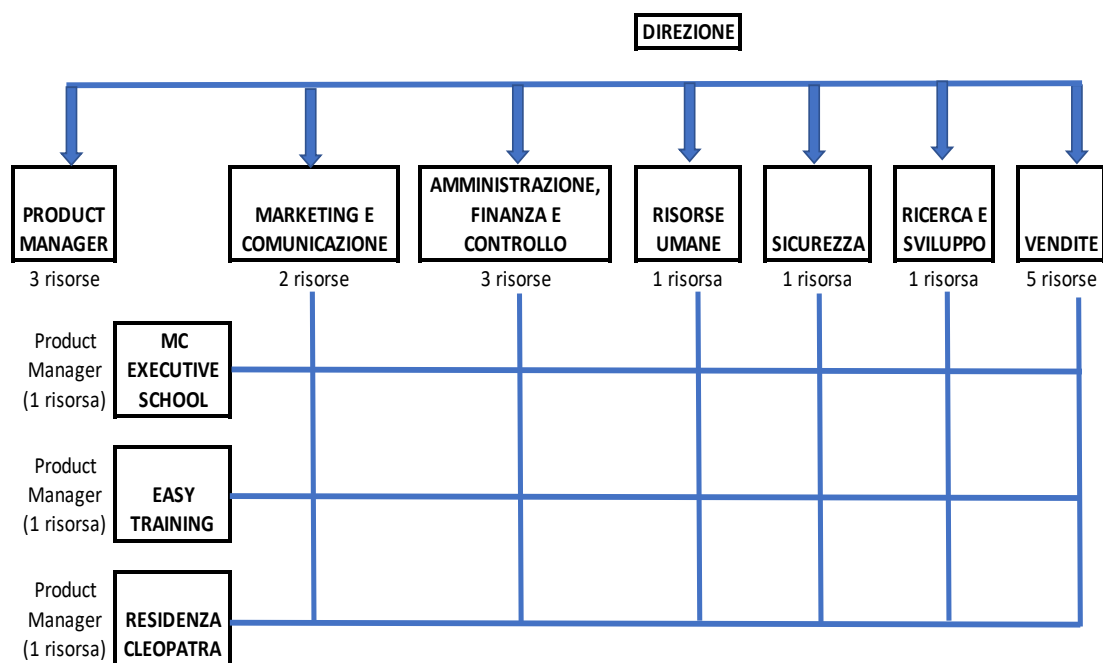 DIREZIONE
PRODUCT
MANAGER
MARKETING E
COMUNICAZIONE
AMMINISTRAZIONE,
FINANZA E
CONTROLLO
RISORSE
UMANE
SICUREZZA
RICERCA E
SVILUPPO
VENDITE
3 risorse
2 risorse
3 risorse
1 risorsa
1 risorsa
1 risorsa
5 risorse
Product
Manager
(1 risorsa)
MC
EXECUTIVE
SCHOOL
Product
Manager
(1 risorsa)
EASY
TRAINING
Product
Manager
(1 risorsa)
RESIDENZA
CLEOPATRA